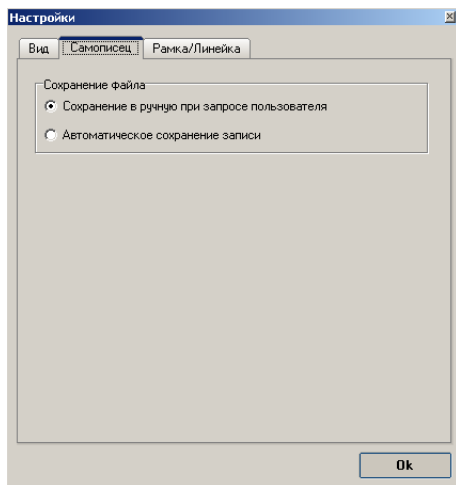 Настройки
Вид Самописец Рамка/Линейка
Сохранение файла
Сохранение в ручную при запросе пользователя
Автоматическое сохранение записи
Ok